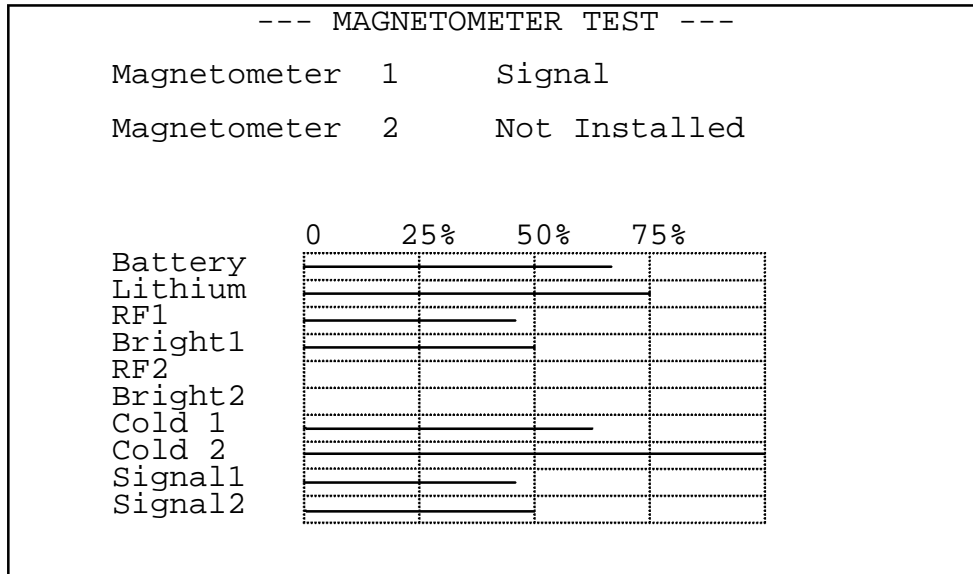 --- MAGNETOMETER TEST ---
Magnetometer 1 Signal
Magnetometer 2 Not Installed
0 25% 50% 75%
Battery
Lithium
RF1
Bright1
RF2
Bright2
Cold 1
Cold 2
Signal1
Signal2